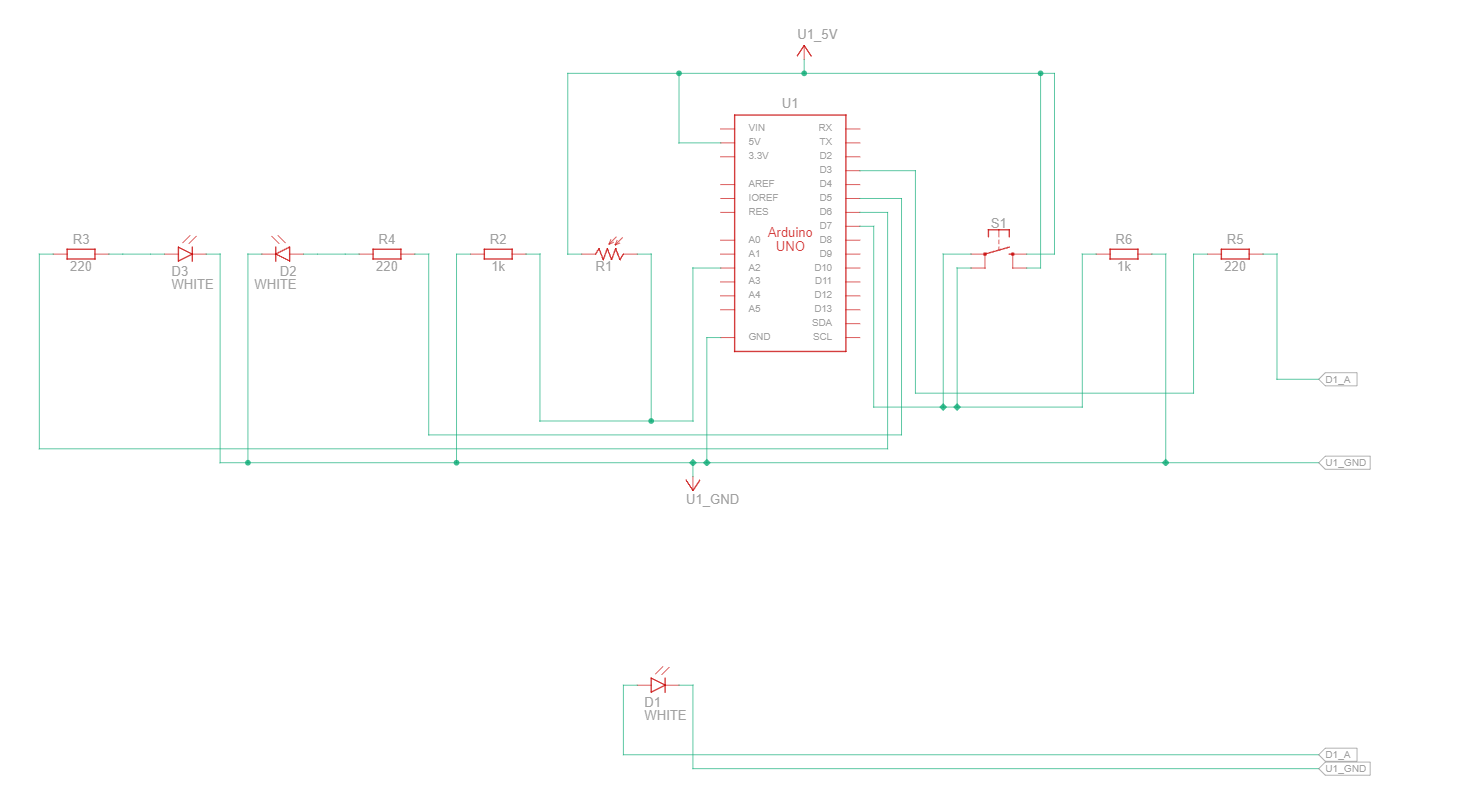 U1_5V
U1
VIN RX
5V TX
3.3V D2
D3
AREF D4
IOREF D5
RES D6
D7
Arduino
UNO
A0 D8
A1 D9
A2 D10
A3 D11
A4 D12
A5 D13
SDA
GND SCL
R3
220
D3
WHITE
D2
WHITE
R4
220
R2
1k
R1
S1
R6
1k
R5
220
D1_A
U1_GND
U1_GND
D1
WHITE
D1_A
U1_GND